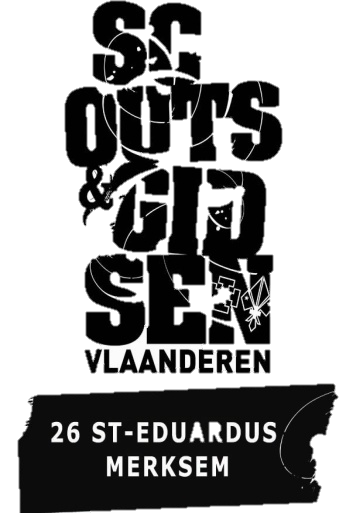 SC
OUTS
& GID
SEN
VLAANDEREN
26 ST-EDUARDUS
MERKSEM